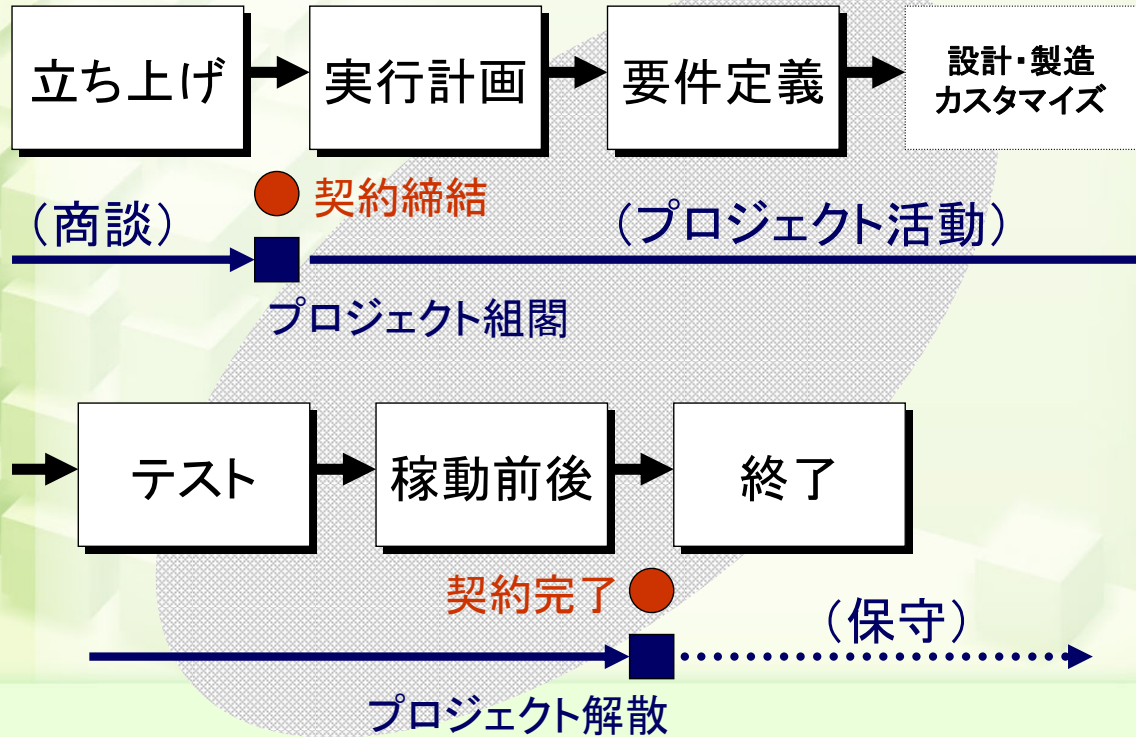 立ち上げ
実行計画
要件定義
設計・製造
カスタマイズ
契約締結
（商談）
（プロジェクト活動）
プロジェクト組閣
テスト
稼動前後
終了
契約完了
（保守）
プロジェクト解散